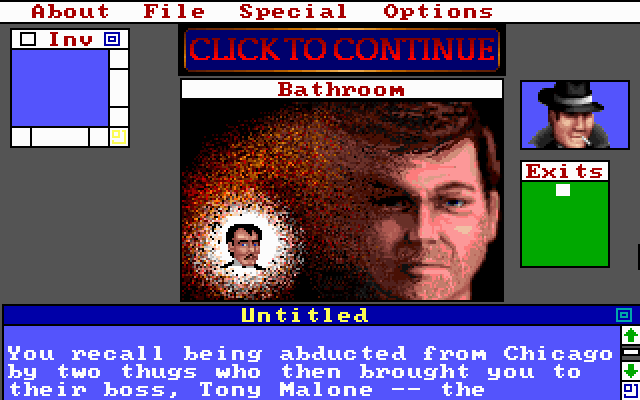 About File Special Options
Inv
CLICK TO CONTINUE
Bathroom
Exits
Untitled
You recall being abducted from Chicago
by two thugs who then brought you to
their boss, Tony Malone -- the